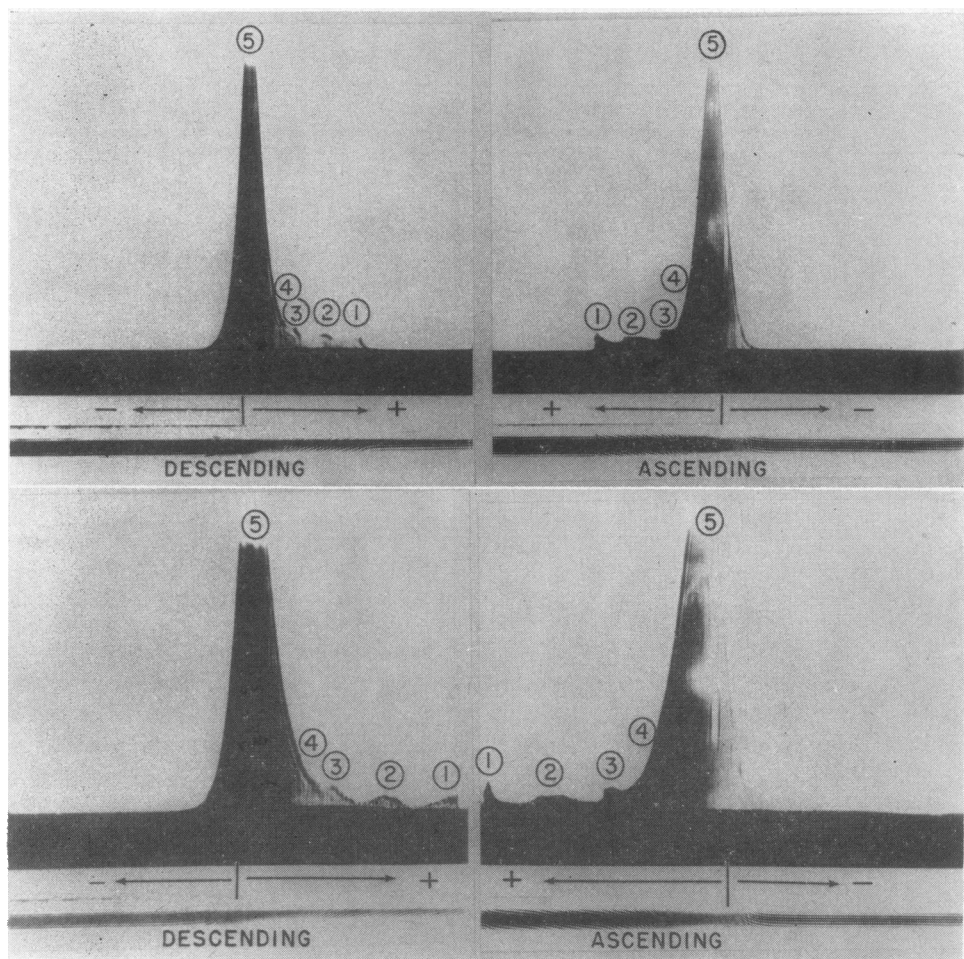 ⑤ ⑤
④ ③ ② ① ① ② ③ ④
− + + −
DESCENDING ASCENDING
⑤ ⑤
④ ③ ② ① ① ② ③ ④
− + + −
DESCENDING ASCENDING